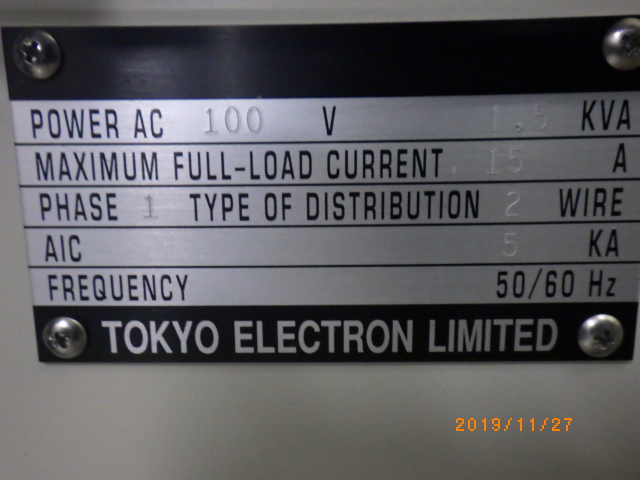 POWER AC 100 V 1.5 KVA
MAXIMUM FULL-LOAD CURRENT 15 A
PHASE 1 TYPE OF DISTRIBUTION 2 WIRE
AIC 5 KA
FREQUENCY 50/60 Hz
TOKYO ELECTRON LIMITED
2019/11/27